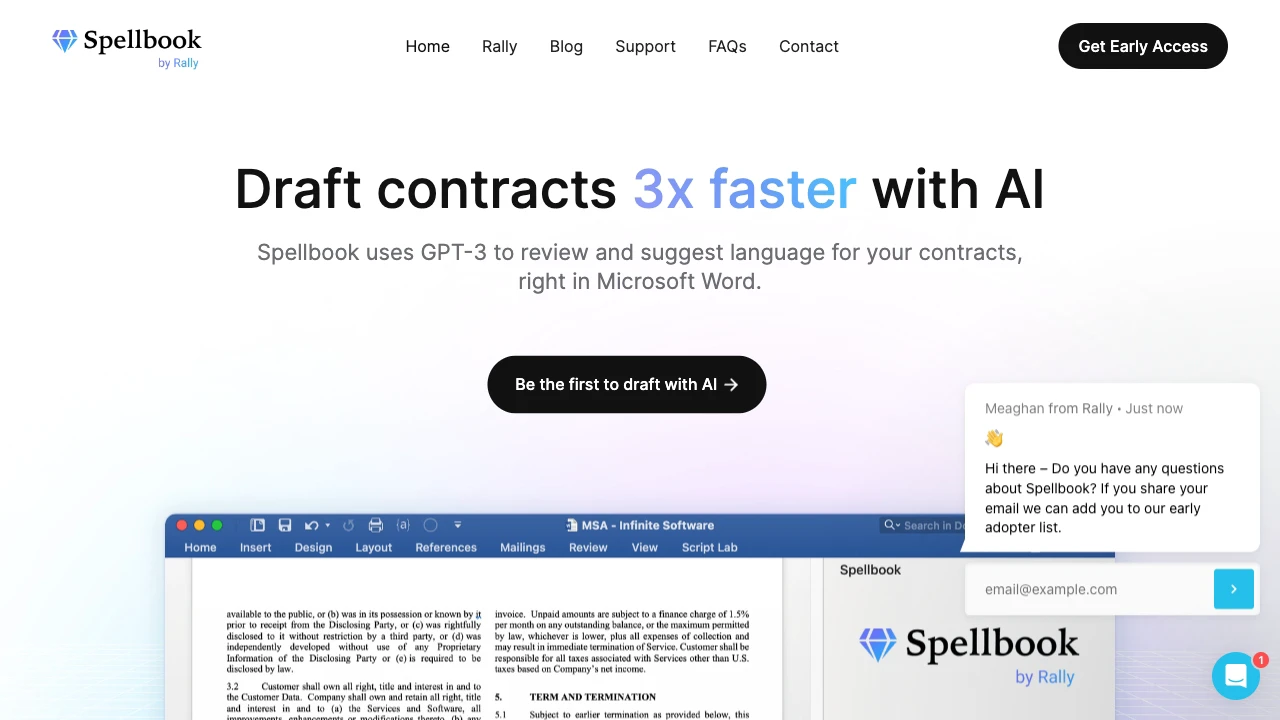 Spellbook
by Rally
Home Rally Blog Support FAQs Contact
Get Early Access
Draft contracts 3x faster with AI
Spellbook uses GPT-3 to review and suggest language for your contracts,
right in Microsoft Word.
Be the first to draft with AI →
Meaghan from Rally • Just now
👋
Hi there – Do you have any questions
about Spellbook? If you share your
email we can add you to our early
adopter list.
email@example.com
1
MSA - Infinite Software
Search in Do
Home Insert Design Layout References Mailings Review View Script Lab
available to the public, or (b) was in its possession or known by it
prior to receipt from the Disclosing Party, or (c) was rightfully
disclosed to it without restriction by a third party, or (d) was
independently developed without use of any Proprietary
Information of the Disclosing Party or (e) is required to be
disclosed by law.
3.2 Customer shall own all right, title and interest in and to
the Customer Data. Company shall own and retain all right, title
and interest in and to (a) the Services and Software, all
improvements, enhancements or modifications thereto, (b) any
invoice. Unpaid amounts are subject to a finance charge of 1.5%
per month on any outstanding balance, or the maximum permitted
by law, whichever is lower, plus all expenses of collection and
may result in immediate termination of Service. Customer shall be
responsible for all taxes associated with Services other than U.S.
taxes based on Company's net income.
5. TERM AND TERMINATION
5.1 Subject to earlier termination as provided below, this
Spellbook
Spellbook
by Rally